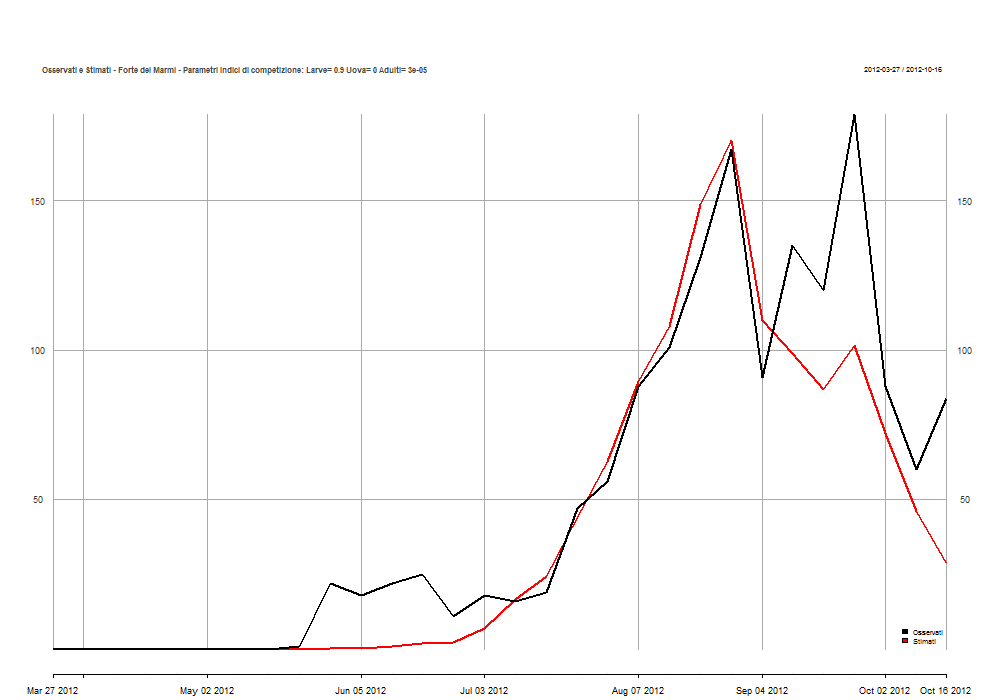 Osservati e Stimati - Forte dei Marmi - Parametri indici di competizione: Larve= 0.9 Uova= 0 Adulti= 3e-05
2012-03-27 / 2012-10-16
150 150
100 100
50 50
Osservati
Stimati
Mar 27 2012 May 02 2012 Jun 05 2012 Jul 03 2012 Aug 07 2012 Sep 04 2012 Oct 02 2012 Oct 16 2012